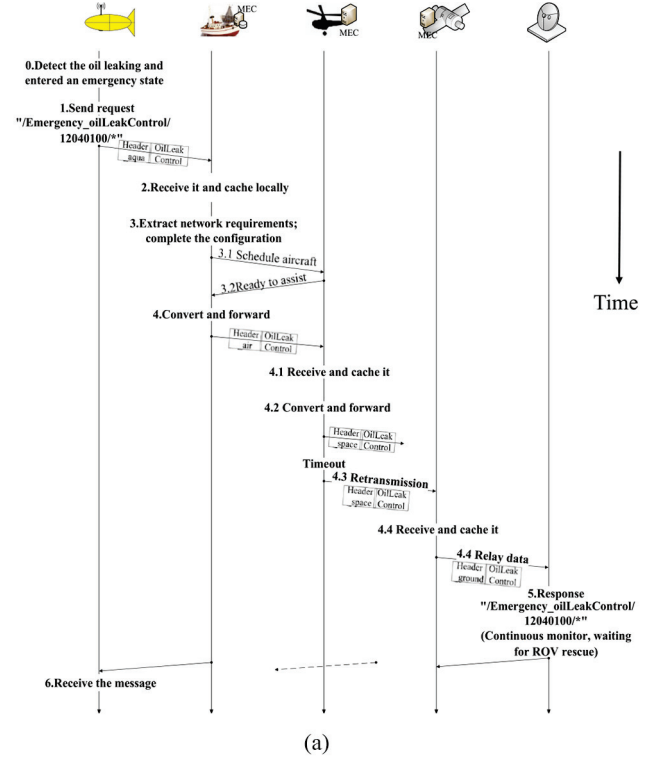 MEC
MEC
MEC
0.Detect the oil leaking and
entered an emergency state
1.Send request
"/Emergency_oilLeakControl/
12040100/*"
Header OilLeak
_aqua Control
2.Receive it and cache locally
3.Extract network requirements;
complete the configuration
3.1 Schedule aircraft
3.2Ready to assist
Time
4.Convert and forward
Header OilLeak
_air Control
4.1 Receive and cache it
4.2 Convert and forward
Header OilLeak
_space Control
Timeout
4.3 Retransmission
Header OilLeak
_space Control
4.4 Receive and cache it
4.4 Relay data
Header OilLeak
_ground Control
5.Response
"/Emergency_oilLeakControl/
12040100/*"
(Continuous monitor, waiting
for ROV rescue)
6.Receive the message
(a)